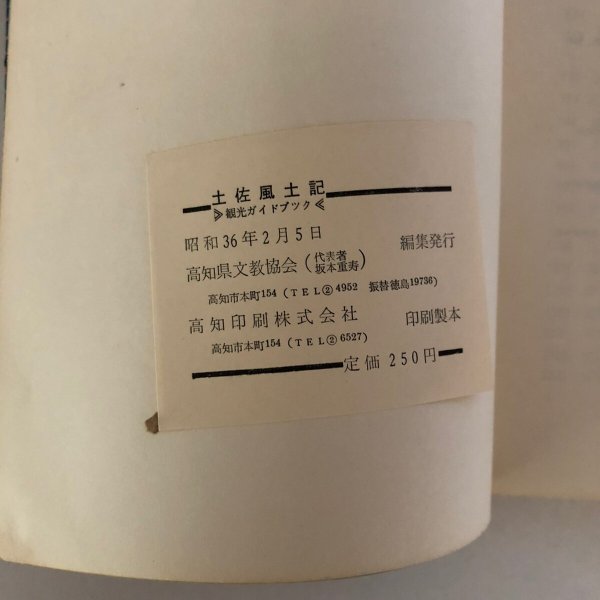 土佐風土記
≫観光ガイドブック≪
昭和36年2月5日
高知県文教協会(代表者 坂本重寿) 編集発行
高知市本町154(TEL②4952 振替徳島19736)
高知印刷株式会社 印刷製本
高知市本町154(TEL②6527)
定価250円